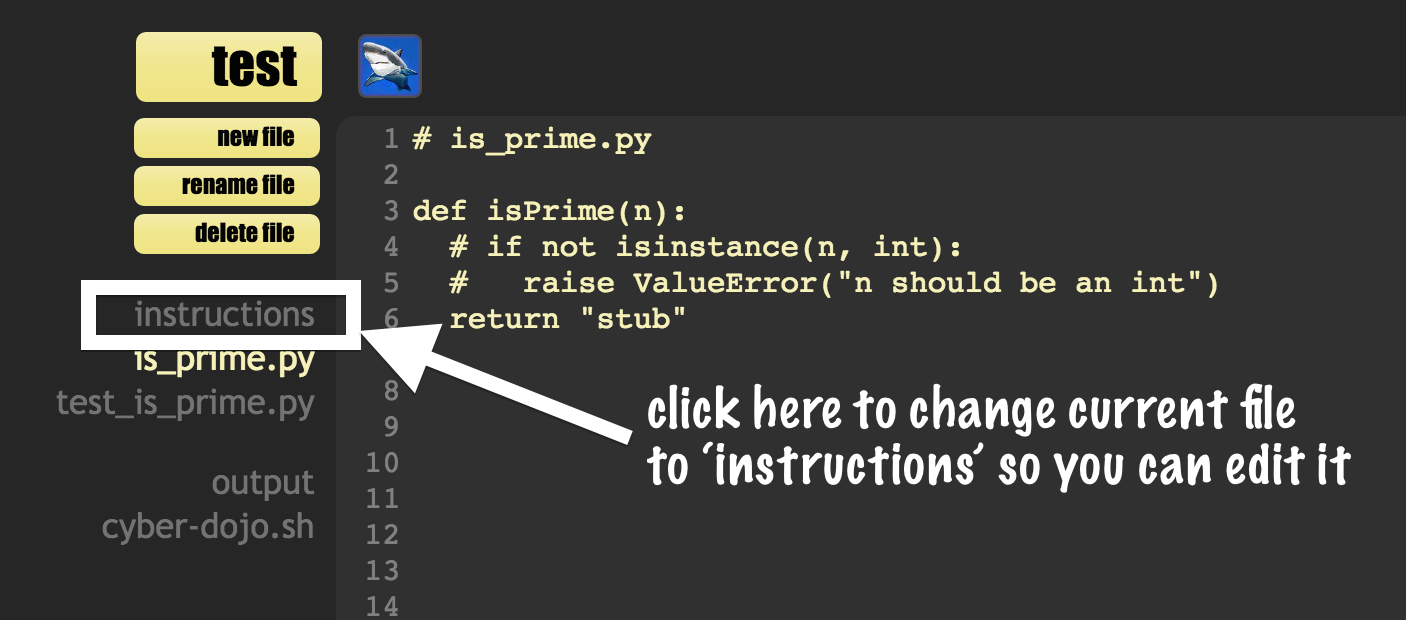 test
new file
rename file
delete file
instructions
is_prime.py
test_is_prime.py
output
cyber-dojo.sh
1 # is_prime.py
2
3 def isPrime(n):
4   # if not isinstance(n, int):
5   #   raise ValueError("n should be an int")
6   return "stub"
8
9
10
11
12
13
14
click here to change current file
to ‘instructions’ so you can edit it